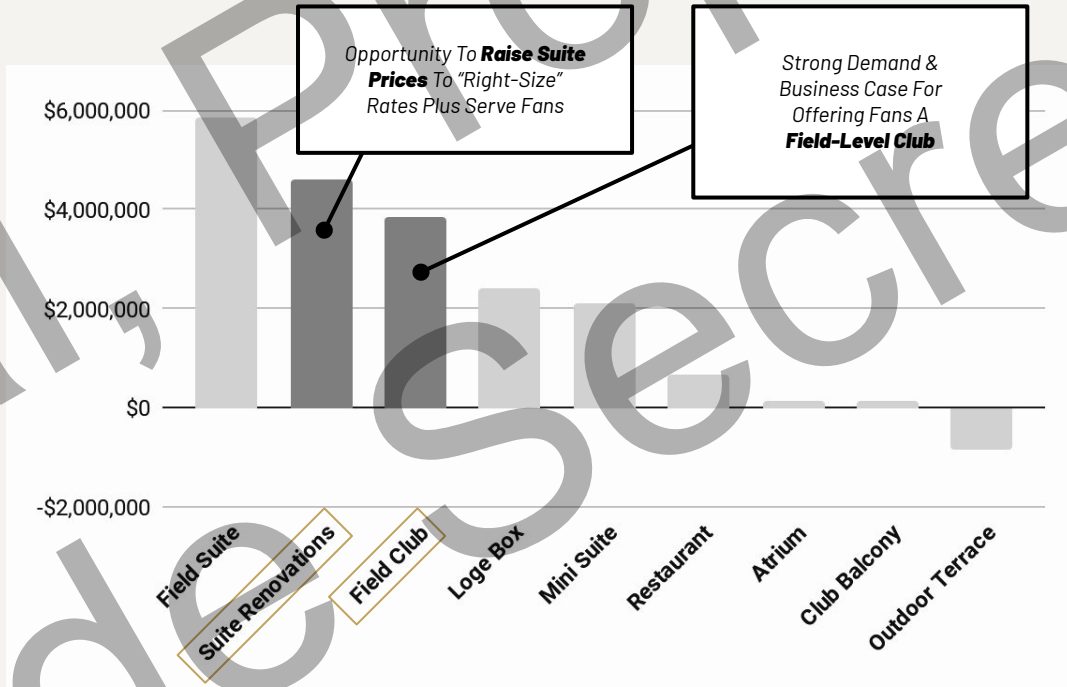 Opportunity To Raise Suite
Prices To “Right-Size”
Rates Plus Serve Fans
Strong Demand &
Business Case For
Offering Fans A
Field-Level Club
$6,000,000
$4,000,000
$2,000,000
$0
-$2,000,000
Field Suite
Suite Renovations
Field Club
Loge Box
Mini Suite
Restaurant
Atrium
Club Balcony
Outdoor Terrace